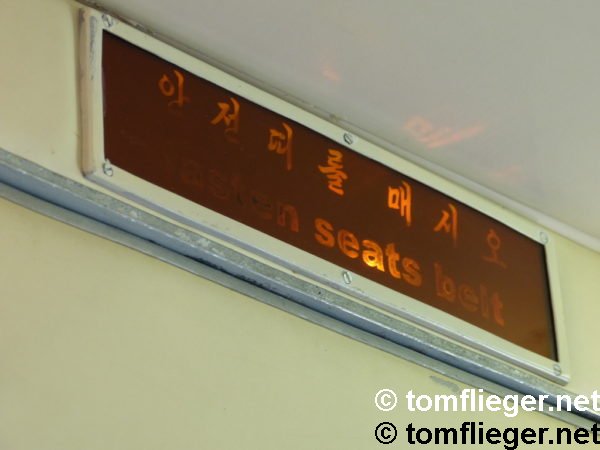 안전띠를 매시오
Fasten seats belt
© tomflieger.net
© tomflieger.net